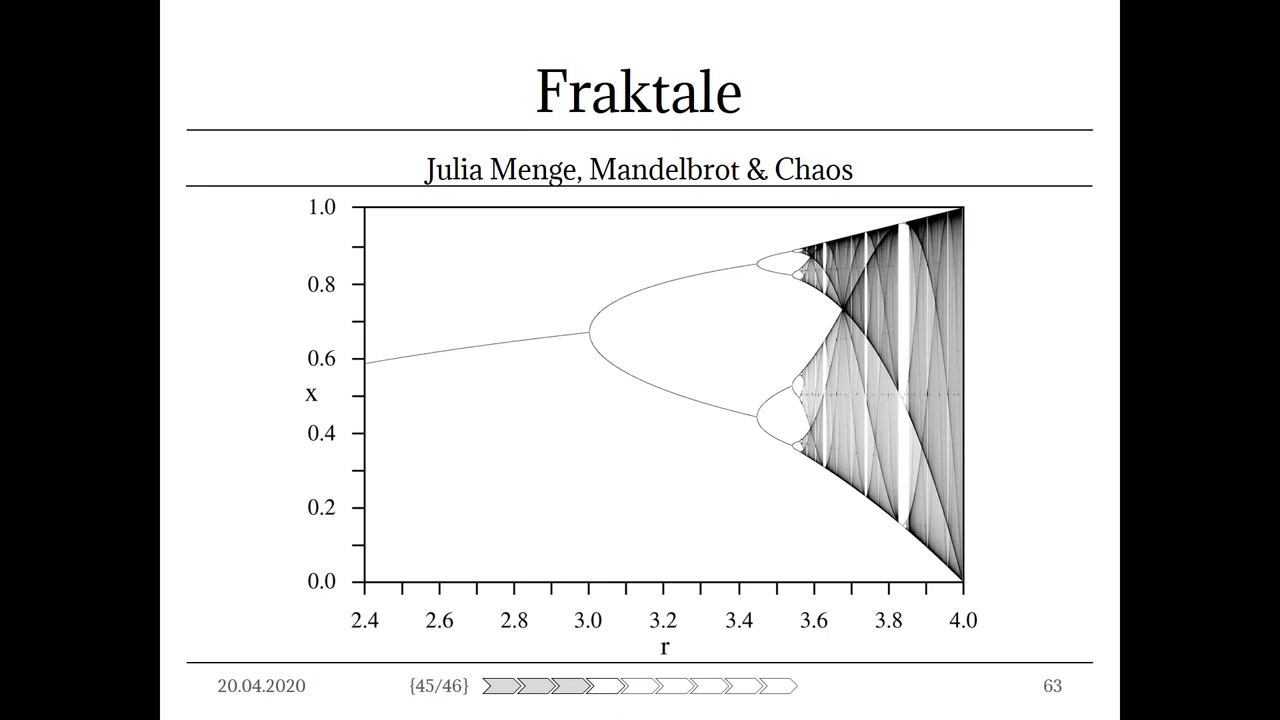 Fraktale
Julia Menge, Mandelbrot & Chaos
1.0
0.8
0.6
x
0.4
0.2
0.0
2.4 2.6 2.8 3.0 3.2 3.4 3.6 3.8 4.0
r
20.04.2020 {45/46} 63